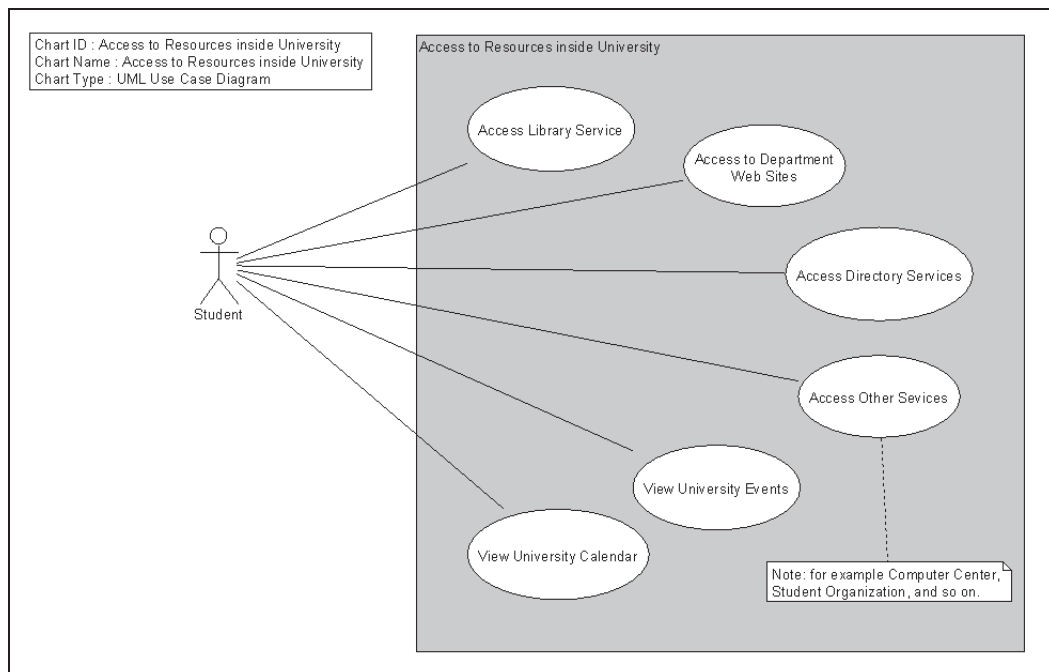 Chart ID : Access to Resources inside University
Chart Name : Access to Resources inside University
Chart Type : UML Use Case Diagram
Access to Resources inside University
Access Library Service
Access to Department
Web Sites
Access Directory Services
Student
Access Other Sevices
View University Events
View University Calendar
Note: for example Computer Center,
Student Organization, and so on.